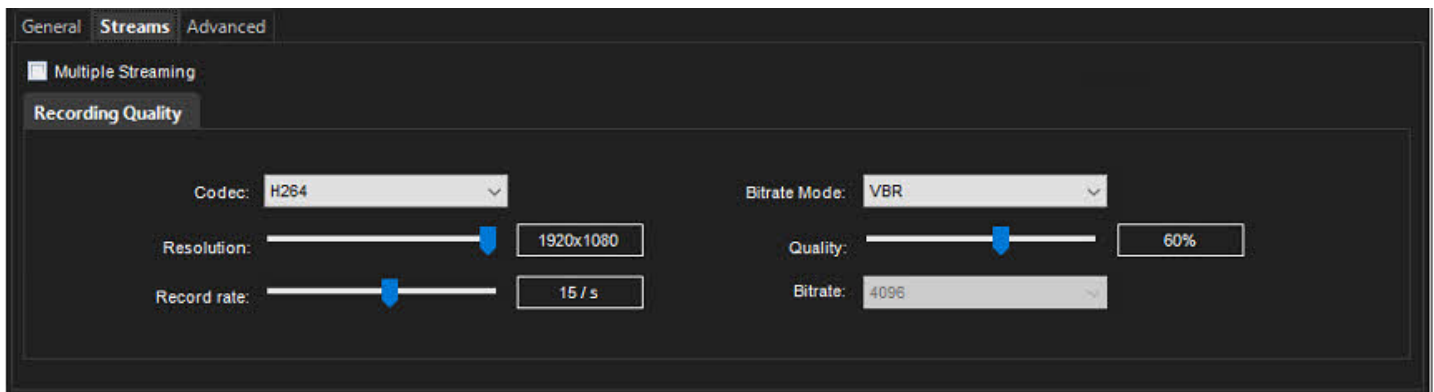 General Streams Advanced
Multiple Streaming
Recording Quality
Codec: H264 Bitrate Mode: VBR
Resolution: 1920x1080 Quality: 60%
Record rate: 15 / s Bitrate: 4096